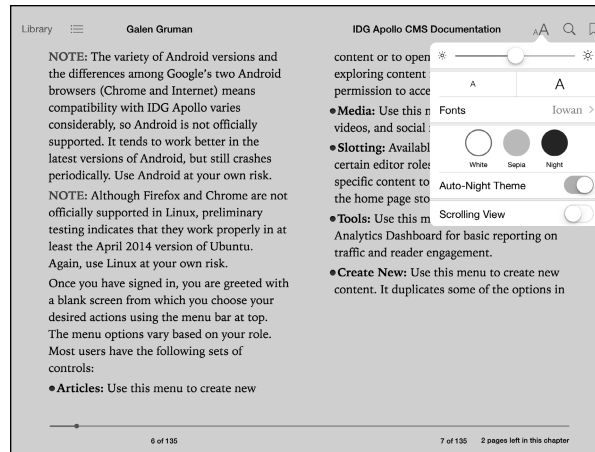 Library
Galen Gruman
IDG Apollo CMS Documentation
AA
NOTE: The variety of Android versions and
the differences among Google's two Android
browsers (Chrome and Internet) means
compatibility with IDG Apollo varies
considerably, so Android is not officially
supported. It tends to work better in the
latest versions of Android, but still crashes
periodically. Use Android at your own risk.
NOTE: Although Firefox and Chrome are not
officially supported in Linux, preliminary
testing indicates that they work properly in at
least the April 2014 version of Ubuntu.
Again, use Linux at your own risk.
Once you have signed in, you are greeted with
a blank screen from which you choose your
desired actions using the menu bar at top.
The menu options vary based on your role.
Most users have the following sets of
controls:
Articles: Use this menu to create new
content or to open
exploring content
permission to acce
Media: Use this
videos, and social
Slotting: Availabl
certain editor roles
specific content to
the home page sto
Tools: Use this m
Analytics Dashboard for basic reporting on
traffic and reader engagement.
Create New: Use this menu to create new
content. It duplicates some of the options in
A A
Fonts Iowan >
White Sepia Night
Auto-Night Theme
Scrolling View
6 of 135
7 of 135 2 pages left in this chapter